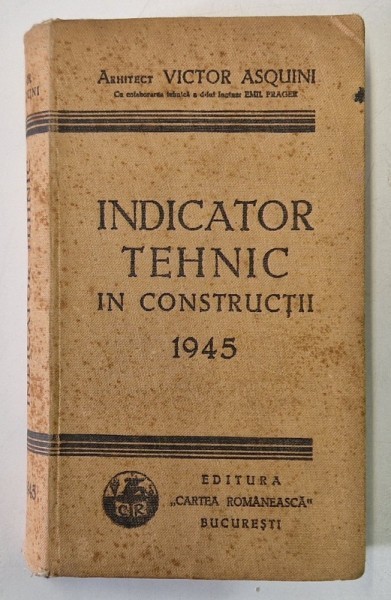 ARHITECT VICTOR ASQUINI
Cu colaborarea tehnică a d-lui Inginer EMIL PRAGER
INDICATOR
TEHNIC
IN CONSTRUCȚII
1945
EDITURA
„CARTEA ROMÂNEASCĂ"
BUCUREȘTI
CR